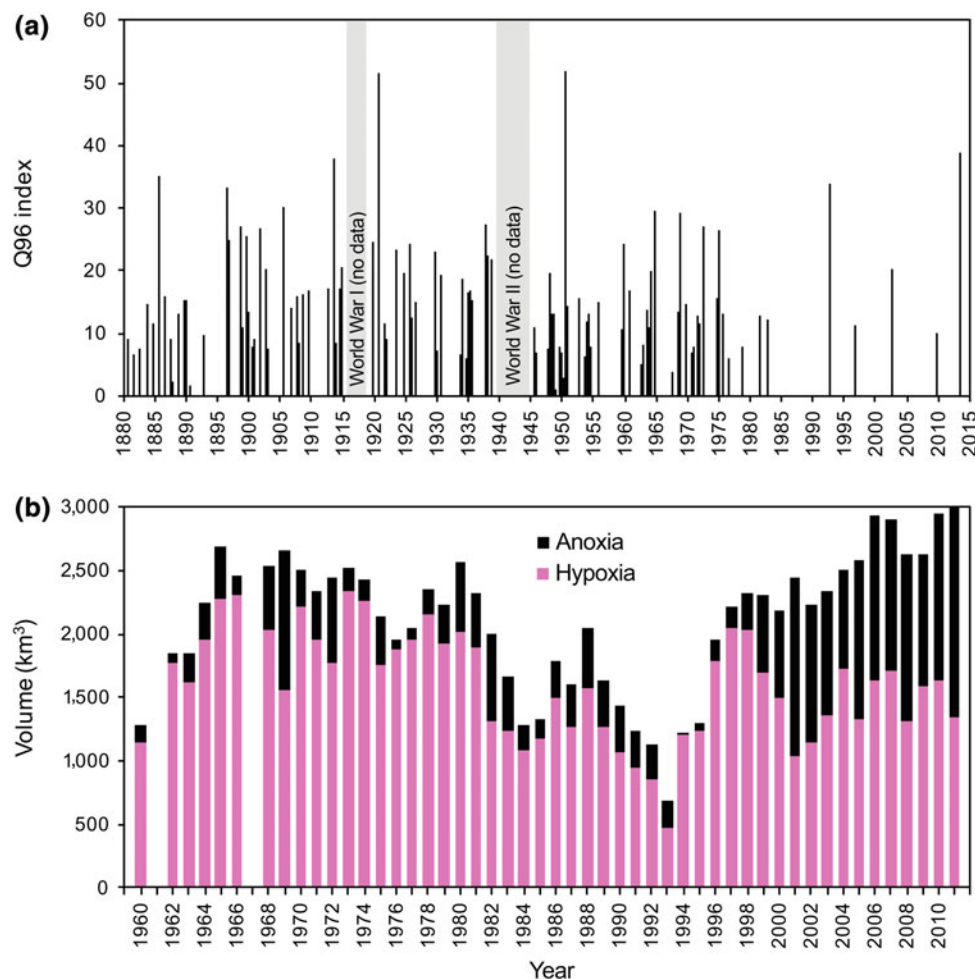 (a)
60
50
40
30
20
10
0
Q96 index
World War I (no data)
World War II (no data)
1880 1885 1890 1895 1900 1905 1910 1915 1920 1925 1930 1935 1940 1945 1950 1955 1960 1965 1970 1975 1980 1985 1990 1995 2000 2005 2010 2015
(b)
3,000
2,500
2,000
1,500
1,000
500
0
Volume (km³)
Anoxia
Hypoxia
1960 1962 1964 1966 1968 1970 1972 1974 1976 1978 1980 1982 1984 1986 1988 1990 1992 1994 1996 1998 2000 2002 2004 2006 2008 2010
Year